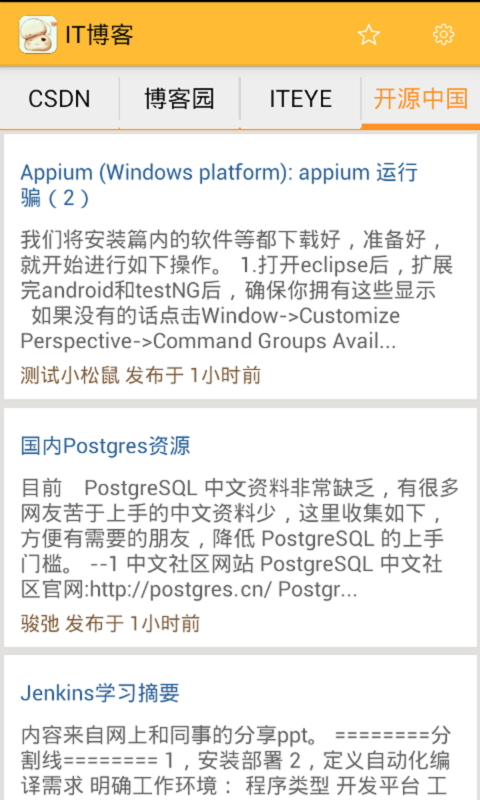 IT博客
CSDN 博客园 ITEYE 开源中国
Appium (Windows platform): appium 运行
骗（2）
我们将安装篇内的软件等都下载好，准备好，
就开始进行如下操作。 1.打开eclipse后，扩展
完android和testNG后，确保你拥有这些显示
如果没有的话点击Window->Customize
Perspective->Command Groups Avail...
测试小松鼠 发布于 1小时前
国内Postgres资源
目前 PostgreSQL 中文资料非常缺乏，有很多
网友苦于上手的中文资料少，这里收集如下，
方便有需要的朋友，降低 PostgreSQL 的上手
门槛。 --1 中文社区网站 PostgreSQL 中文社
区官网:http://postgres.cn/ Postgr...
骏弛 发布于 1小时前
Jenkins学习摘要
内容来自网上和同事的分享ppt。 ========分
割线======== 1，安装部署 2，定义自动化编
译需求 明确工作环境： 程序类型 开发平台 工